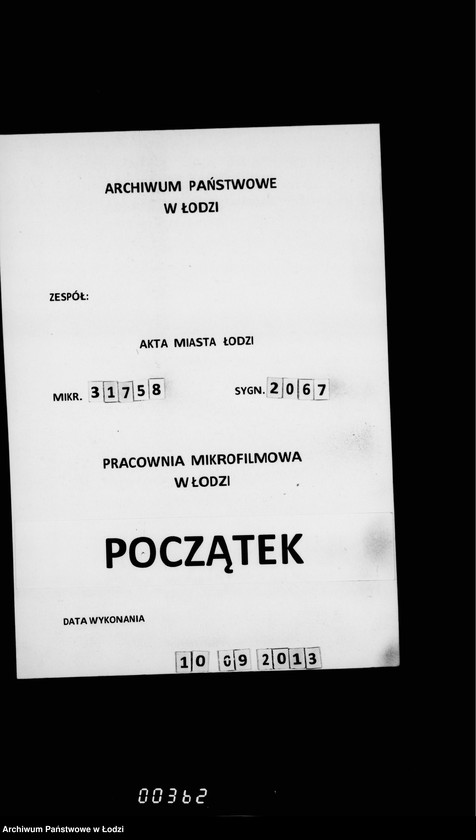 ARCHIWUM PAŃSTWOWE
W ŁODZI
ZESPÓŁ:
AKTA MIASTA ŁODZI
MIKR. 31758 SYGN. 2067
PRACOWNIA MIKROFILMOWA
W ŁODZI
POCZĄTEK
DATA WYKONANIA
10 09 2013
00362
Archiwum Państwowe w Łodzi